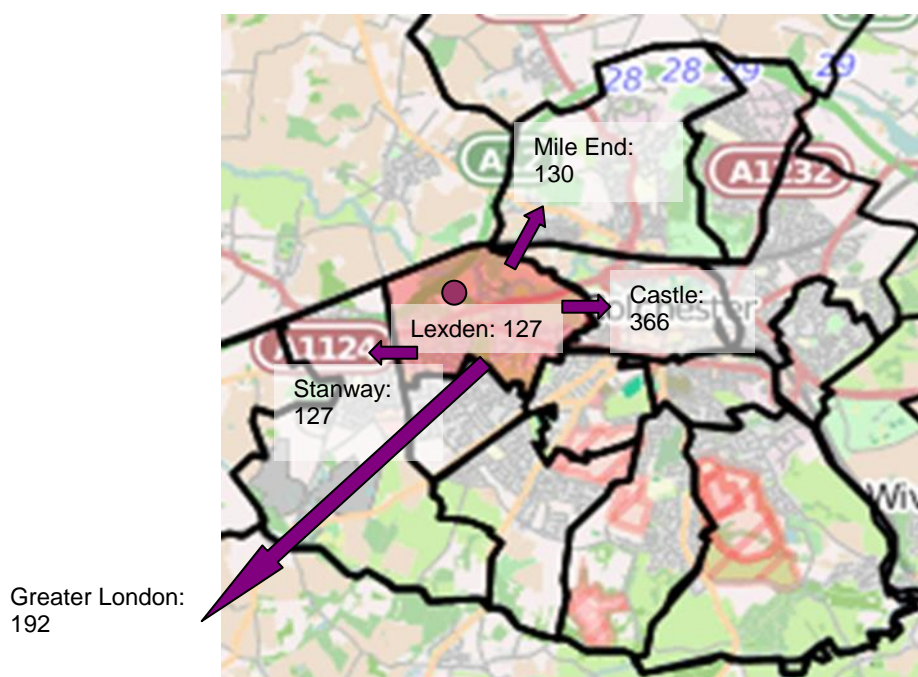 28
28
29
29
Mile End:
130
A1232
Castle:
366
Lexden: 127
A1124
Stanway:
127
Greater London:
192